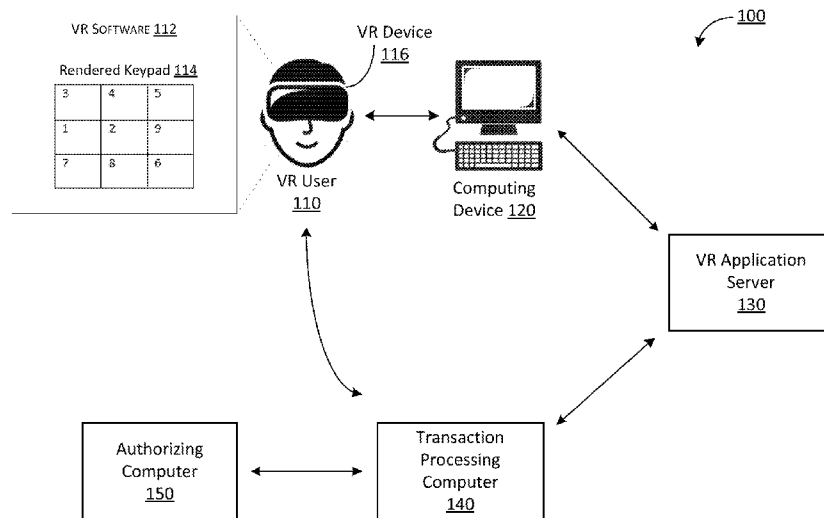 VR SOFTWARE 112
Rendered Keypad 114
3 4 5
1 2 9
7 8 6
VR Device
116
100
VR User
110
Computing
Device 120
VR Application
Server
130
Authorizing
Computer
150
Transaction
Processing
Computer
140